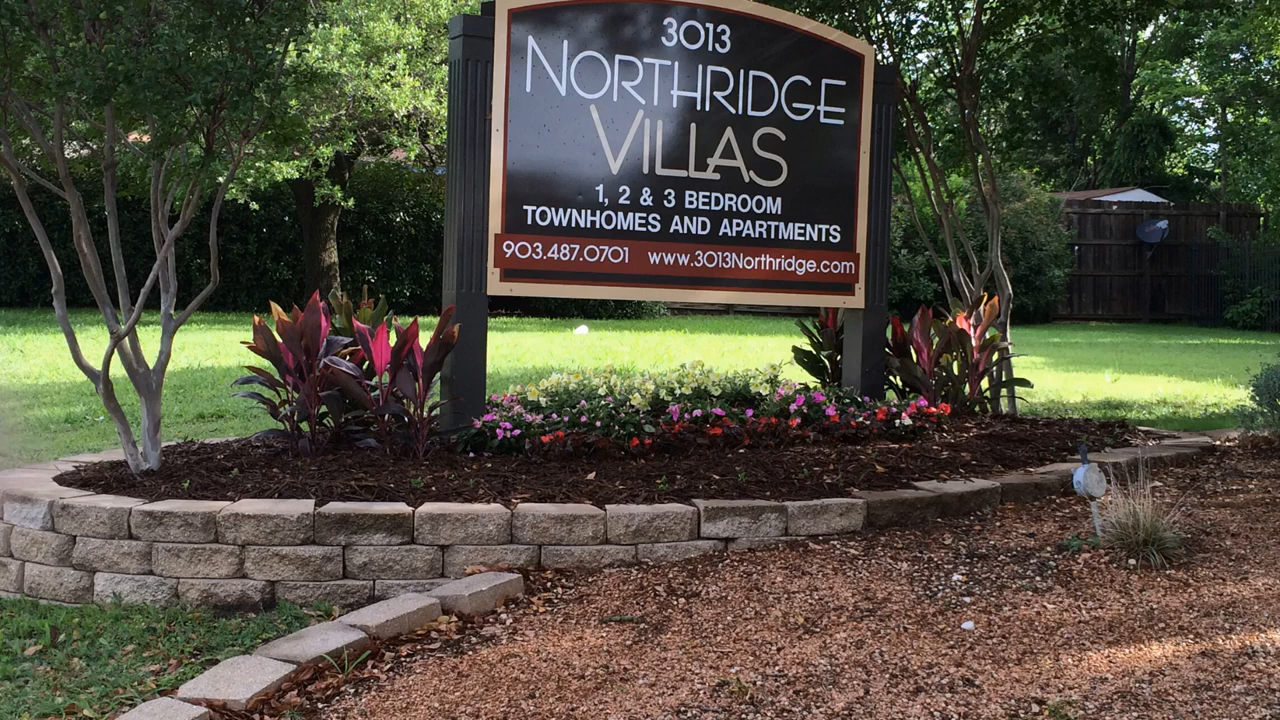 3013
NORTHRIDGE
VILLAS
1, 2 & 3 BEDROOM
TOWNHOMES AND APARTMENTS
903.487.0701 www.3013Northridge.com